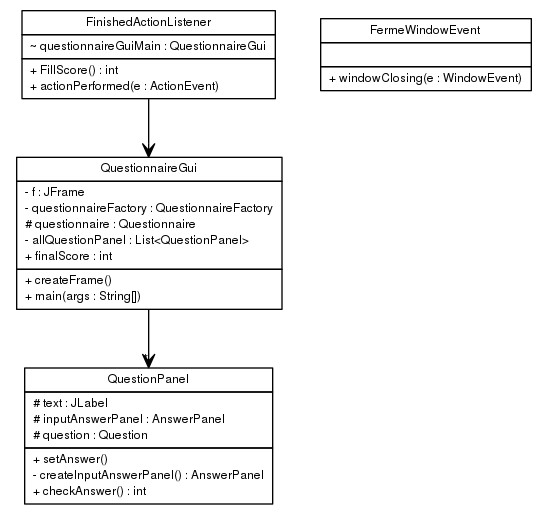 FinishedActionListener
~ questionnaireGuiMain : QuestionnaireGui
+ FillScore() : int
+ actionPerformed(e : ActionEvent)
FermeWindowEvent
+ windowClosing(e : WindowEvent)
QuestionnaireGui
- f : JFrame
- questionnaireFactory : QuestionnaireFactory
# questionnaire : Questionnaire
- allQuestionPanel : List<QuestionPanel>
+ finalScore : int
+ createFrame()
+ main(args : String[])
QuestionPanel
# text : JLabel
# inputAnswerPanel : AnswerPanel
# question : Question
+ setAnswer()
- createInputAnswerPanel() : AnswerPanel
+ checkAnswer() : int